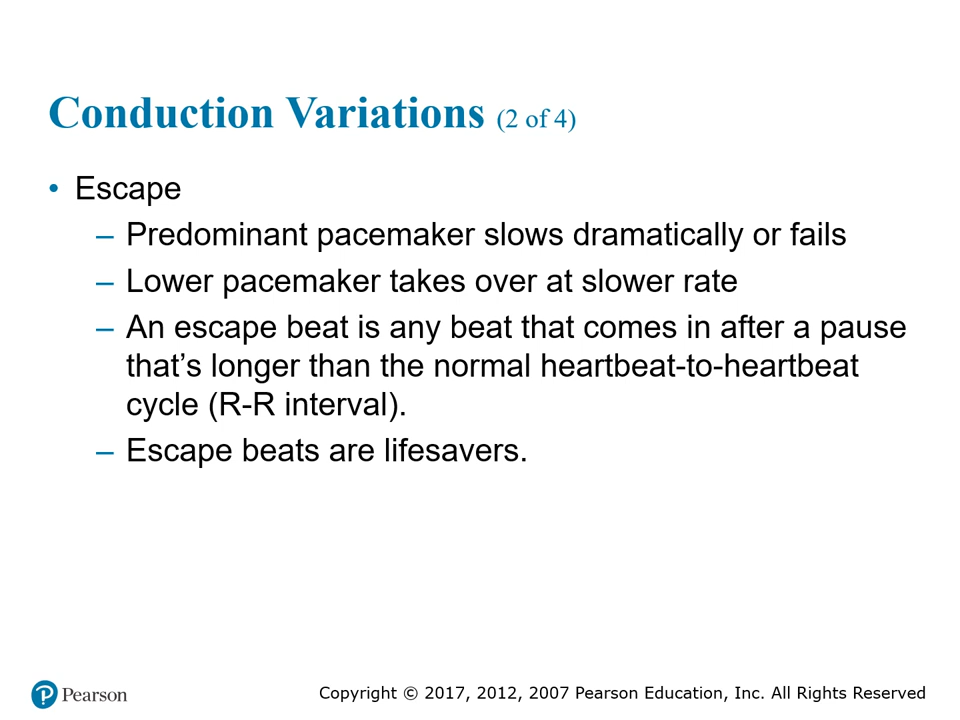 Conduction Variations (2 of 4)
• Escape
– Predominant pacemaker slows dramatically or fails
– Lower pacemaker takes over at slower rate
– An escape beat is any beat that comes in after a pause
that’s longer than the normal heartbeat-to-heartbeat
cycle (R-R interval).
– Escape beats are lifesavers.
P Pearson
Copyright © 2017, 2012, 2007 Pearson Education, Inc. All Rights Reserved